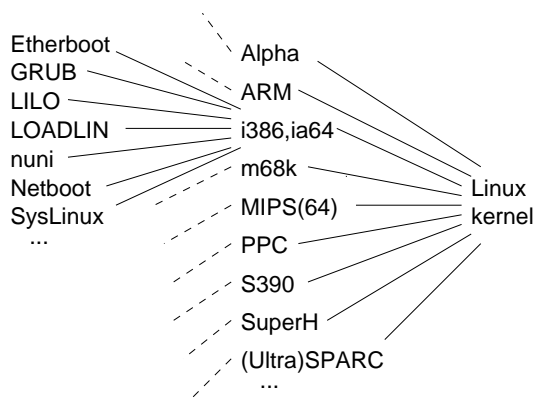 Etherboot
GRUB
LILO
LOADLIN
nuni
Netboot
SysLinux
...
Alpha
ARM
i386,ia64
m68k
MIPS(64)
PPC
S390
SuperH
(Ultra)SPARC
...
Linux
kernel